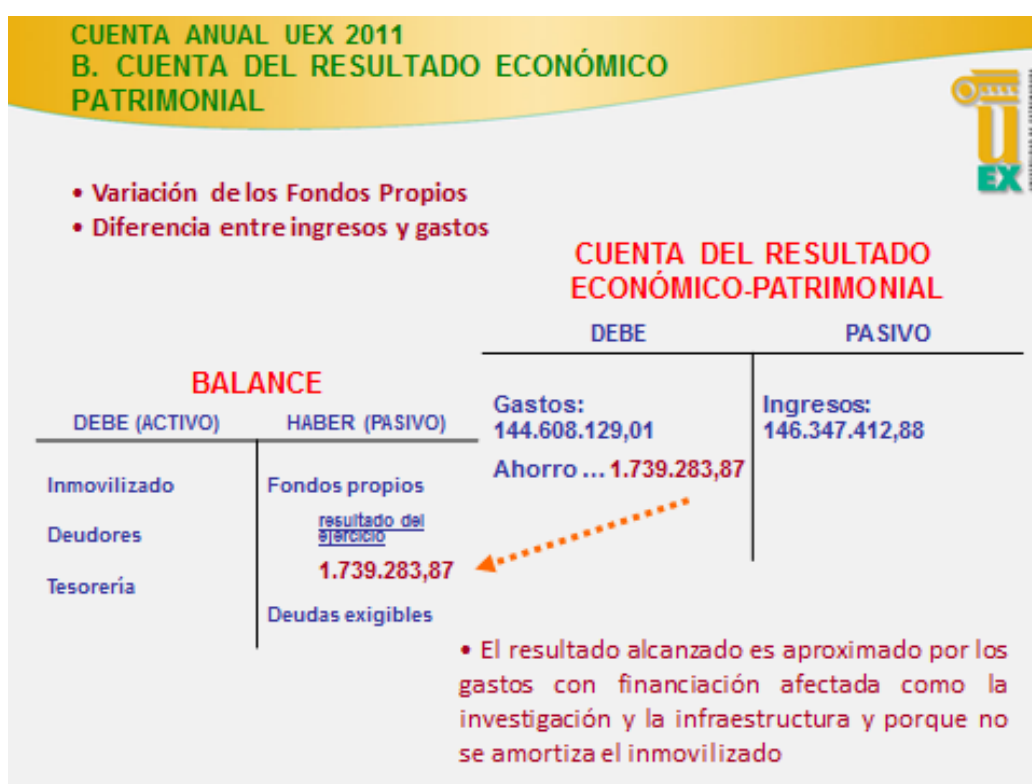 CUENTA ANUAL UEX 2011
B. CUENTA DEL RESULTADO ECONÓMICO
PATRIMONIAL
UEX
• Variación de los Fondos Propios
• Diferencia entre ingresos y gastos
CUENTA DEL RESULTADO
ECONÓMICO-PATRIMONIAL
DEBE
PASIVO
Gastos:
144.608.129,01
Ahorro ... 1.739.283,87
Ingresos:
146.347.412,88
BALANCE
DEBE (ACTIVO)
HABER (PASIVO)
Inmovilizado
Deudores
Tesorería
Fondos propios
resultado del
ejercicio
1.739.283,87
Deudas exigibles
• El resultado alcanzado es aproximado por los
gastos con financiación afectada como la
investigación y la infraestructura y porque no
se amortiza el inmovilizado